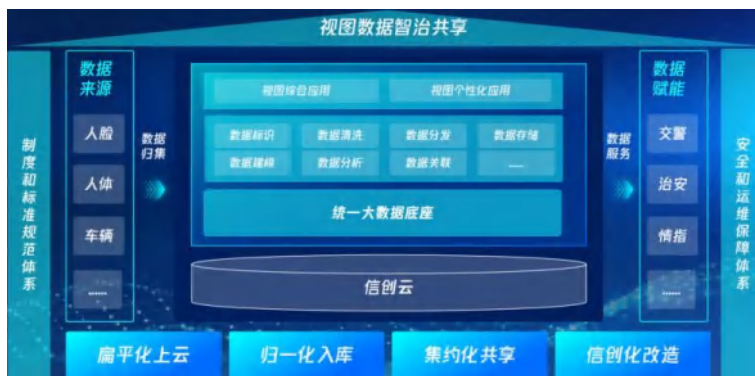 视图数据智治共享
制度和标准规范体系
数据
来源
人脸
人体
车辆
......
数据
归集
视图综合应用
视图个性化应用
数据标识
数据清洗
数据分发
数据存储
数据建模
数据分析
数据关联
......
统一大数据底座
信创云
数据
服务
数据
赋能
交警
治安
情指
......
安全和运维保障体系
扁平化上云
归一化入库
集约化共享
信创化改造